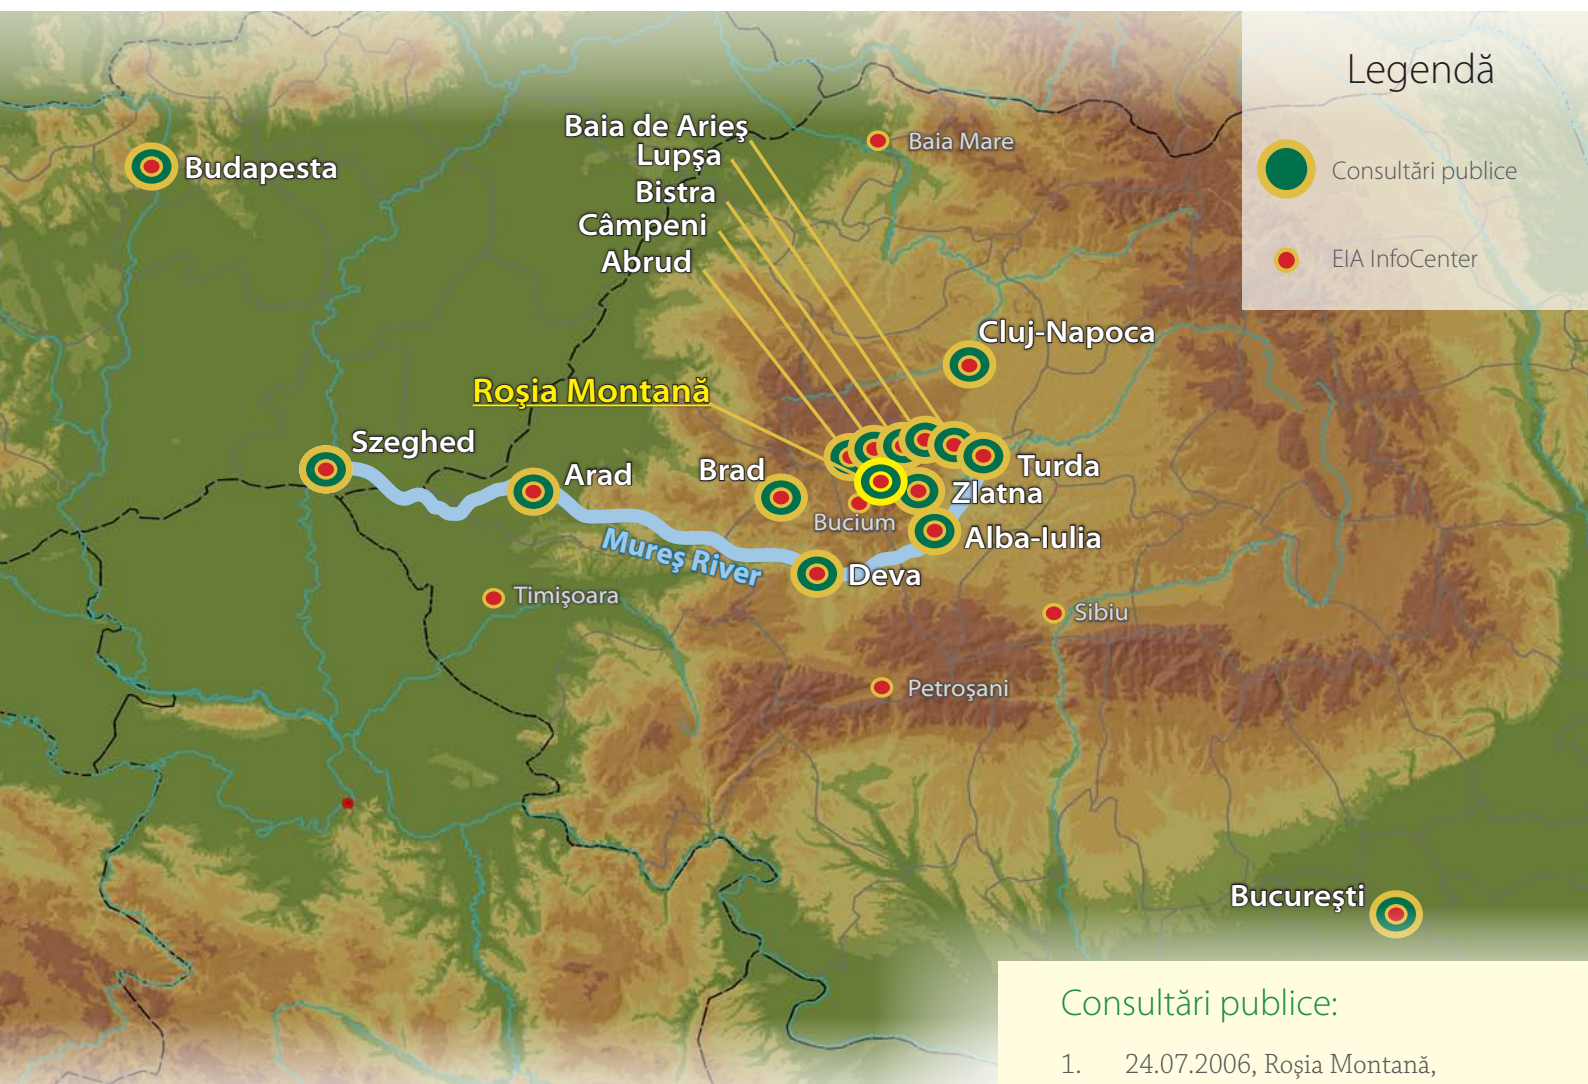 Legendă
Consultări publice
EIA InfoCenter
Baia de Arieş
Lupşa
Bistra
Câmpeni
Abrud
Baia Mare
Budapesta
Cluj-Napoca
Roşia Montană
Szeghed
Arad
Brad
Turda
Zlatna
Bucium
Alba-Iulia
Mureş River
Deva
Timişoara
Sibiu
Petroşani
Bucureşti
Consultări publice:
1. 24.07.2006, Roşia Montană,